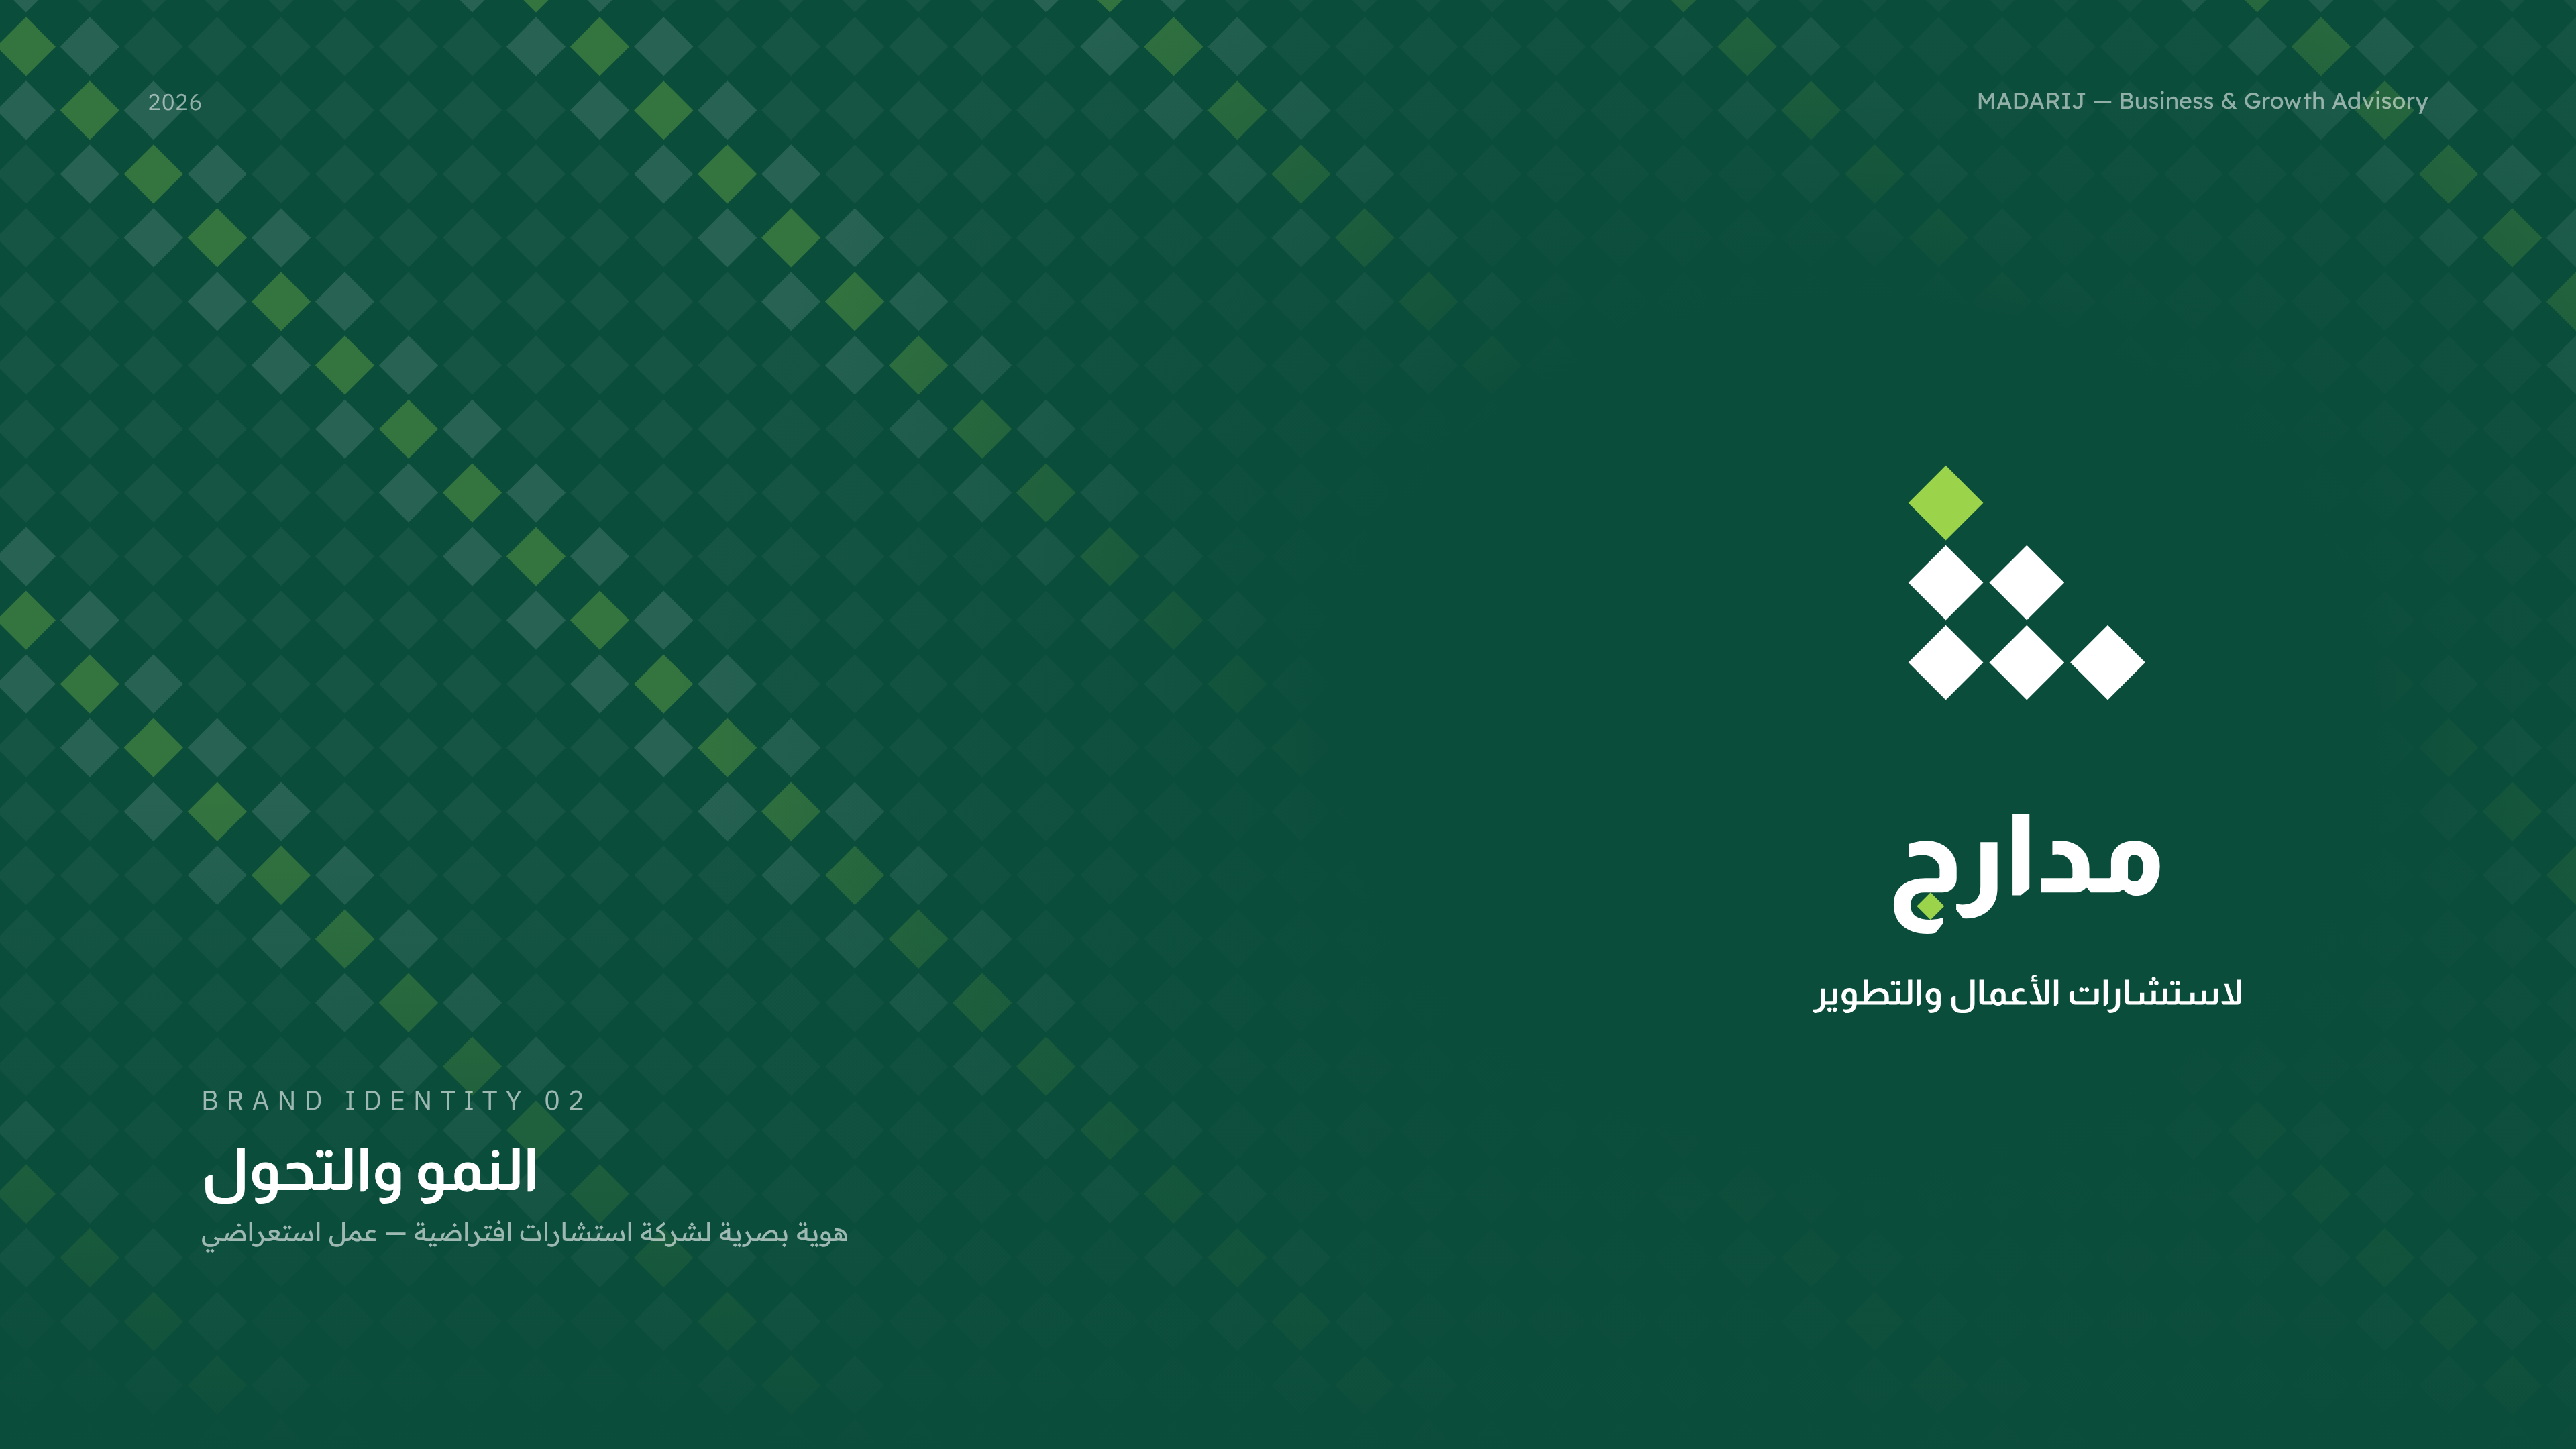 2026
MADARIJ — Business & Growth Advisory
مدارج
لاستشارات الأعمال والتطوير
BRAND IDENTITY 02
النمو والتحول
هوية بصرية لشركة استشارات افتراضية — عمل استعراضي